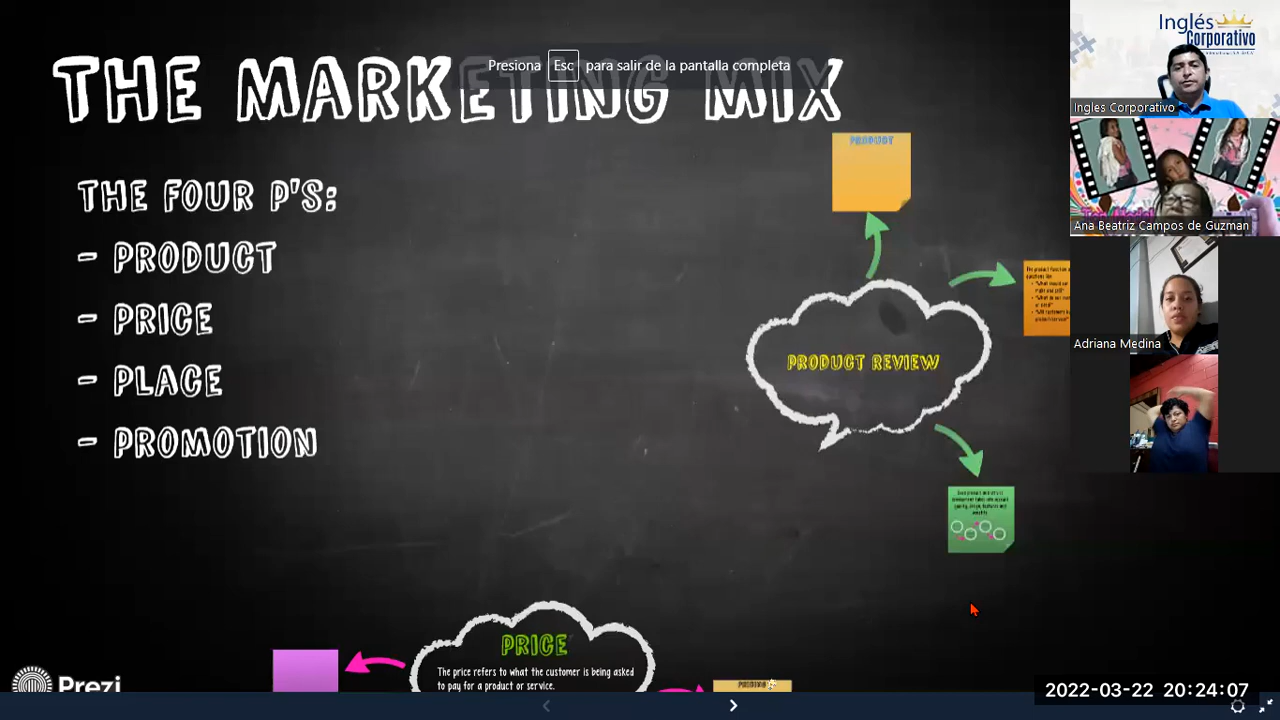 THE MARKETING MIX
Presiona Esc para salir de la pantalla completa
THE FOUR P'S:
- PRODUCT
- PRICE
- PLACE
- PROMOTION
PRODUCT
PRODUCT REVIEW
PRICE
The price refers to what the customer is being asked
to pay for a product or service.
Prezi
Inglés
Corporativo
Ingles Corporativo
Ana Beatriz Campos de Guzman
Adriana Medina
2022-03-22 20:24:07